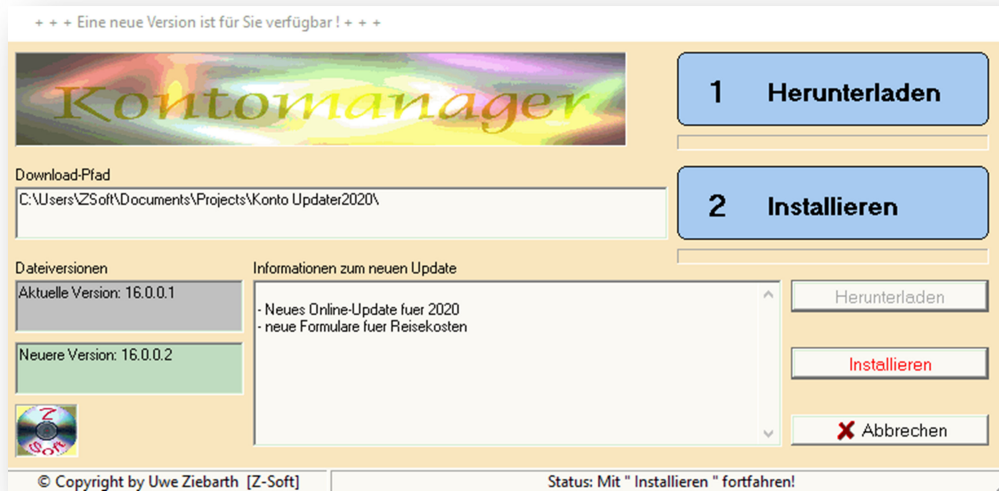 + + + Eine neue Version ist für Sie verfügbar ! + + +
Kontomanager
1 Herunterladen
Download-Pfad
C:\Users\ZSoft\Documents\Projects\Konto Updater2020\
2 Installieren
Dateiversionen
Aktuelle Version: 16.0.0.1
Neuere Version: 16.0.0.2
Informationen zum neuen Update
- Neues Online-Update fuer 2020
- neue Formulare fuer Reisekosten
Herunterladen
Installieren
Abbrechen
Z
Soft
© Copyright by Uwe Ziebarth [Z-Soft]
Status: Mit " Installieren " fortfahren!